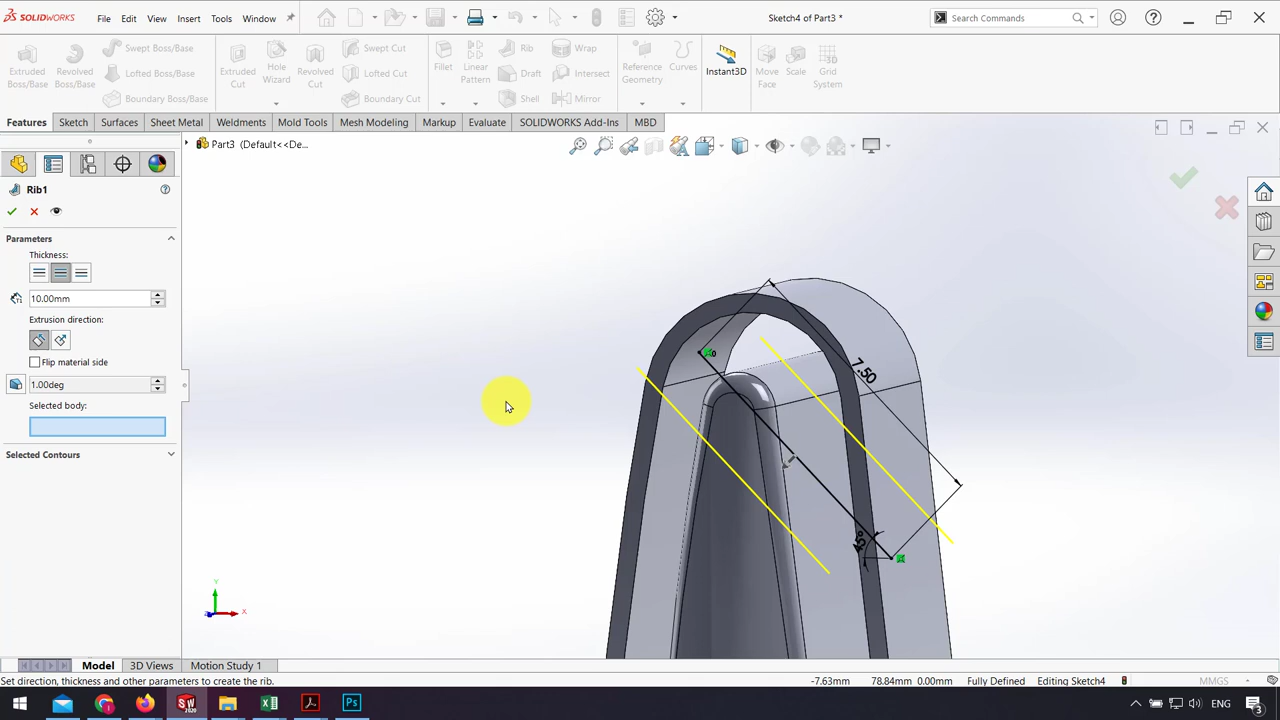 SOLIDWORKS
File Edit View Insert Tools Window
Sketch4 of Part3 *
Search Commands
Extruded Boss/Base
Revolved Boss/Base
Swept Boss/Base
Lofted Boss/Base
Boundary Boss/Base
Extruded Cut
Hole Wizard
Revolved Cut
Swept Cut
Lofted Cut
Boundary Cut
Fillet
Linear Pattern
Rib
Draft
Shell
Wrap
Intersect
Mirror
Reference Geometry
Curves
Instant3D
Move Face
Scale
Grid System
Features Sketch Surfaces Sheet Metal Weldments Mold Tools Mesh Modeling Markup Evaluate SOLIDWORKS Add-Ins MBD
Part3 (Default<<De...
Rib1
Parameters
Thickness:
10.00mm
Extrusion direction:
Flip material side
1.00deg
Selected body:
Selected Contours
7.50
45°
Y
X
Z
Model 3D Views Motion Study 1
Set direction, thickness and other parameters to create the rib.
-7.63mm 78.84mm 0.00mm Fully Defined Editing Sketch4 MMGS
SW 2020
Ps
ENG
3